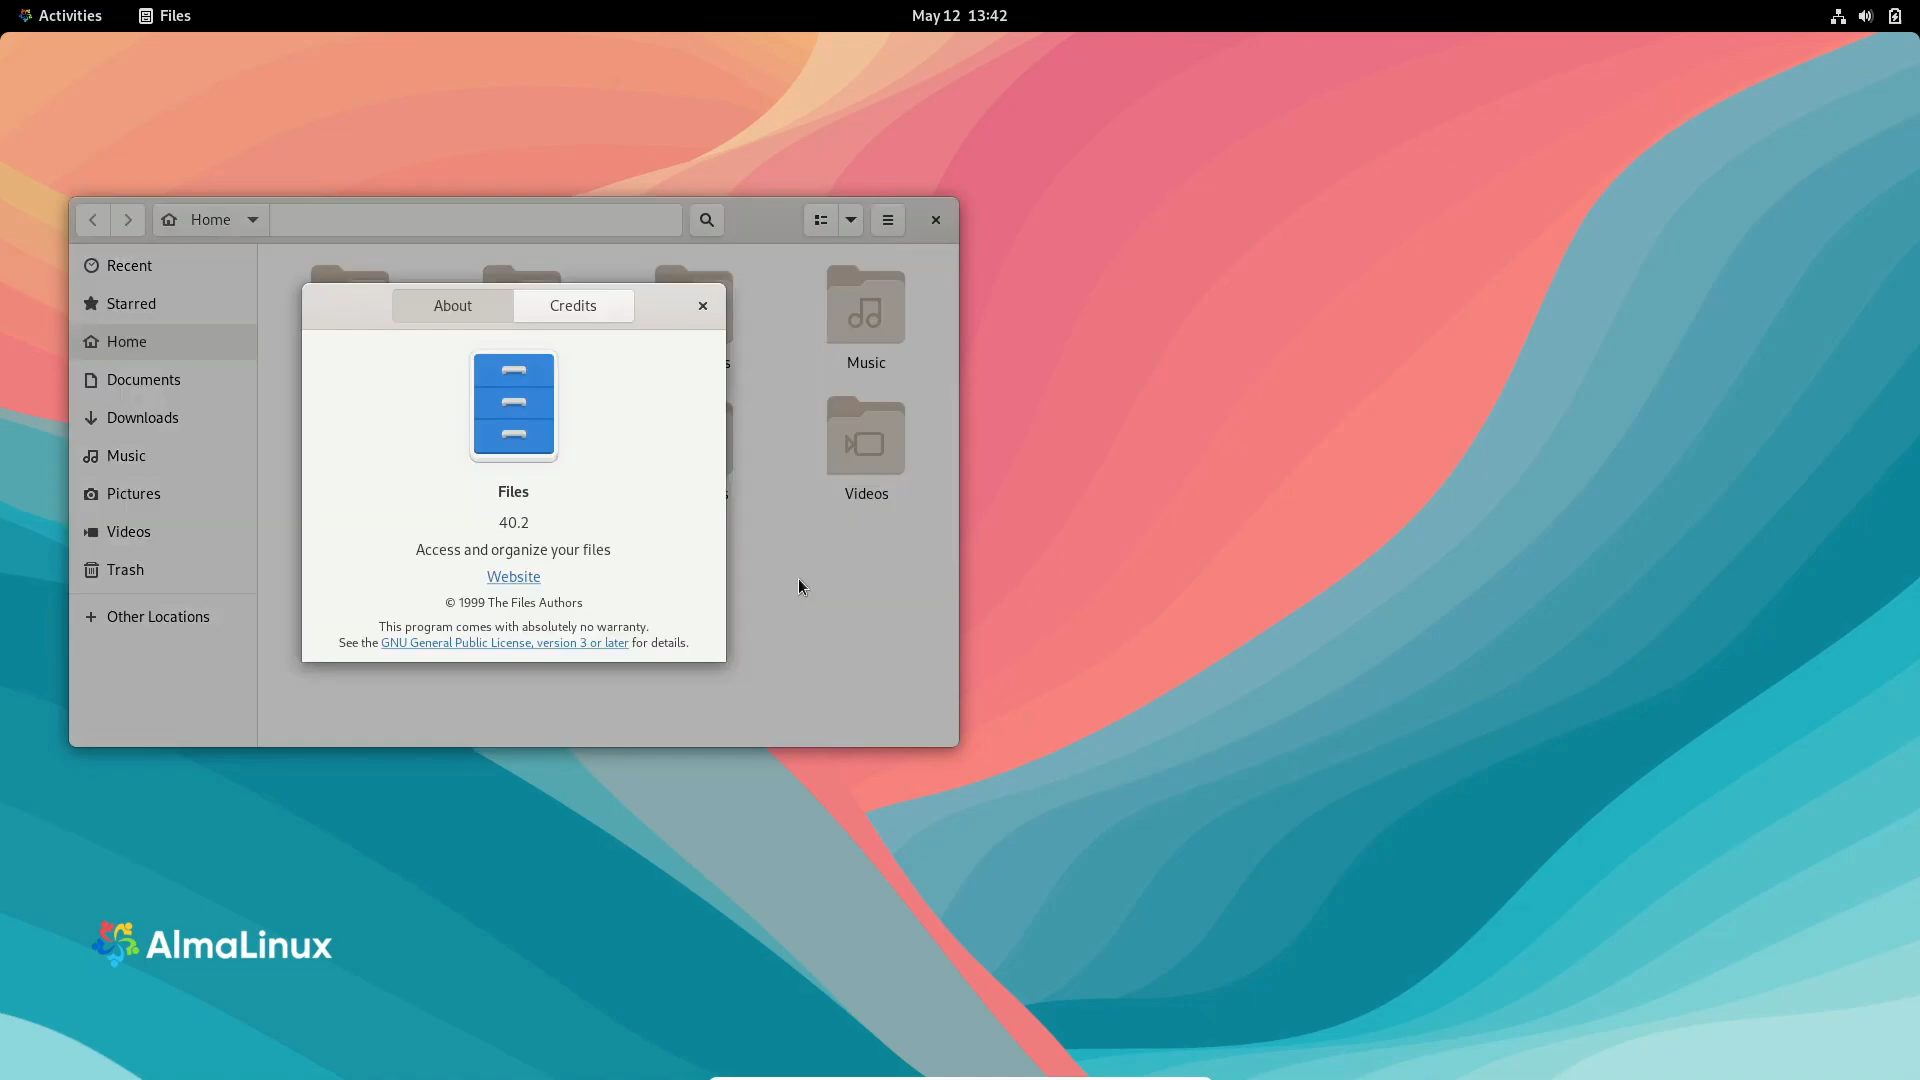 Activities
Files
May 12 13:42
Home
Recent
Starred
Home
Documents
Downloads
Music
Pictures
Videos
Trash
Other Locations
Music
Videos
About
Credits
Files
40.2
Access and organize your files
Website
© 1999 The Files Authors
This program comes with absolutely no warranty.
See the GNU General Public License, version 3 or later for details.
AlmaLinux